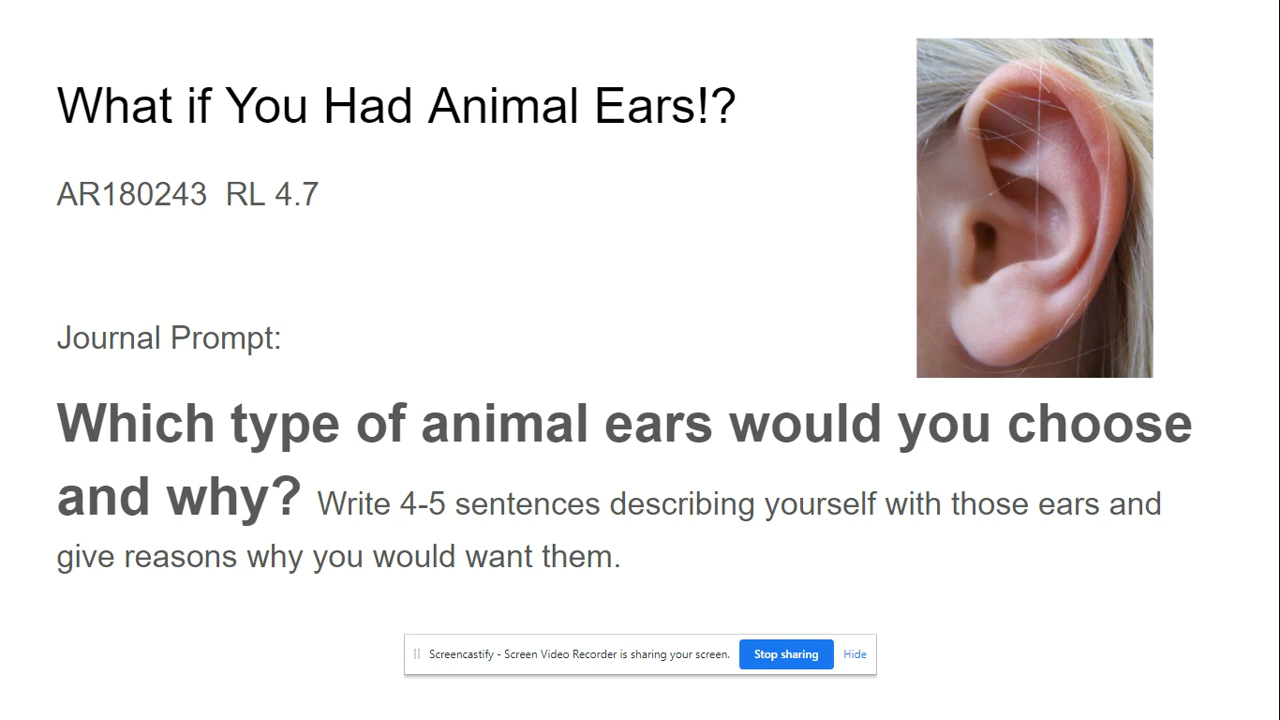 What if You Had Animal Ears!?
AR180243  RL 4.7
Journal Prompt:
Which type of animal ears would you choose
and why? Write 4-5 sentences describing yourself with those ears and
give reasons why you would want them.
Screencastify - Screen Video Recorder is sharing your screen. Stop sharing Hide